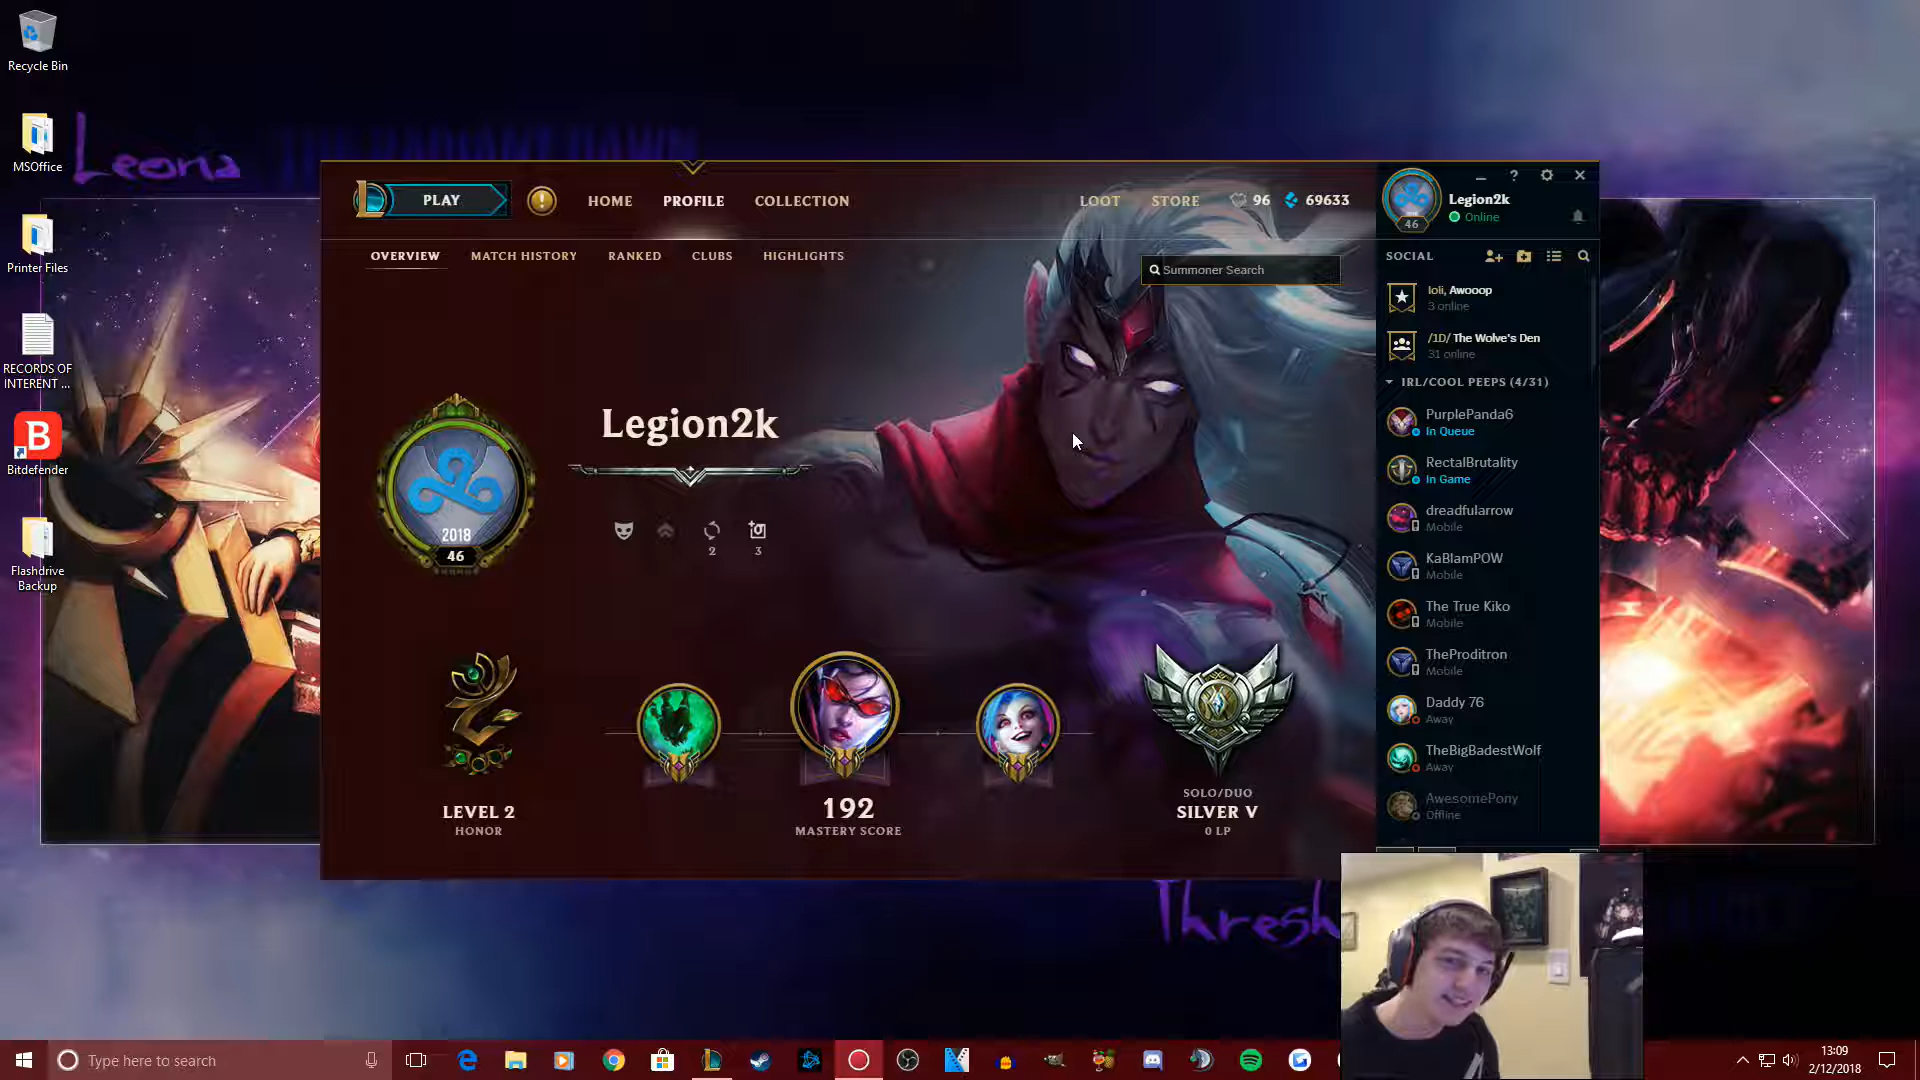 Recycle Bin
MSOffice
Printer Files
RECORDS OF
INTERENT ...
Bitdefender
Flashdrive
Backup
Leona
THE RADIANT DAWN
PLAY
HOME
PROFILE
COLLECTION
LOOT
STORE
96
69633
OVERVIEW
MATCH HISTORY
RANKED
CLUBS
HIGHLIGHTS
Summoner Search
Legion2k
2018
46
2
3
LEVEL 2
HONOR
192
MASTERY SCORE
SOLO/DUO
SILVER V
0 LP
?
Legion2k
Online
46
SOCIAL
loli, Awooop
3 online
/1D/ The Wolve's Den
31 online
IRL/COOL PEEPS (4/31)
PurplePanda6
In Queue
RectalBrutality
In Game
dreadfularrow
Mobile
KaBlamPOW
Mobile
The True Kiko
Mobile
TheProditron
Mobile
Daddy 76
Away
TheBigBadestWolf
Away
AwesomePony
Offline
Thresh
Type here to search
13:09
2/12/2018